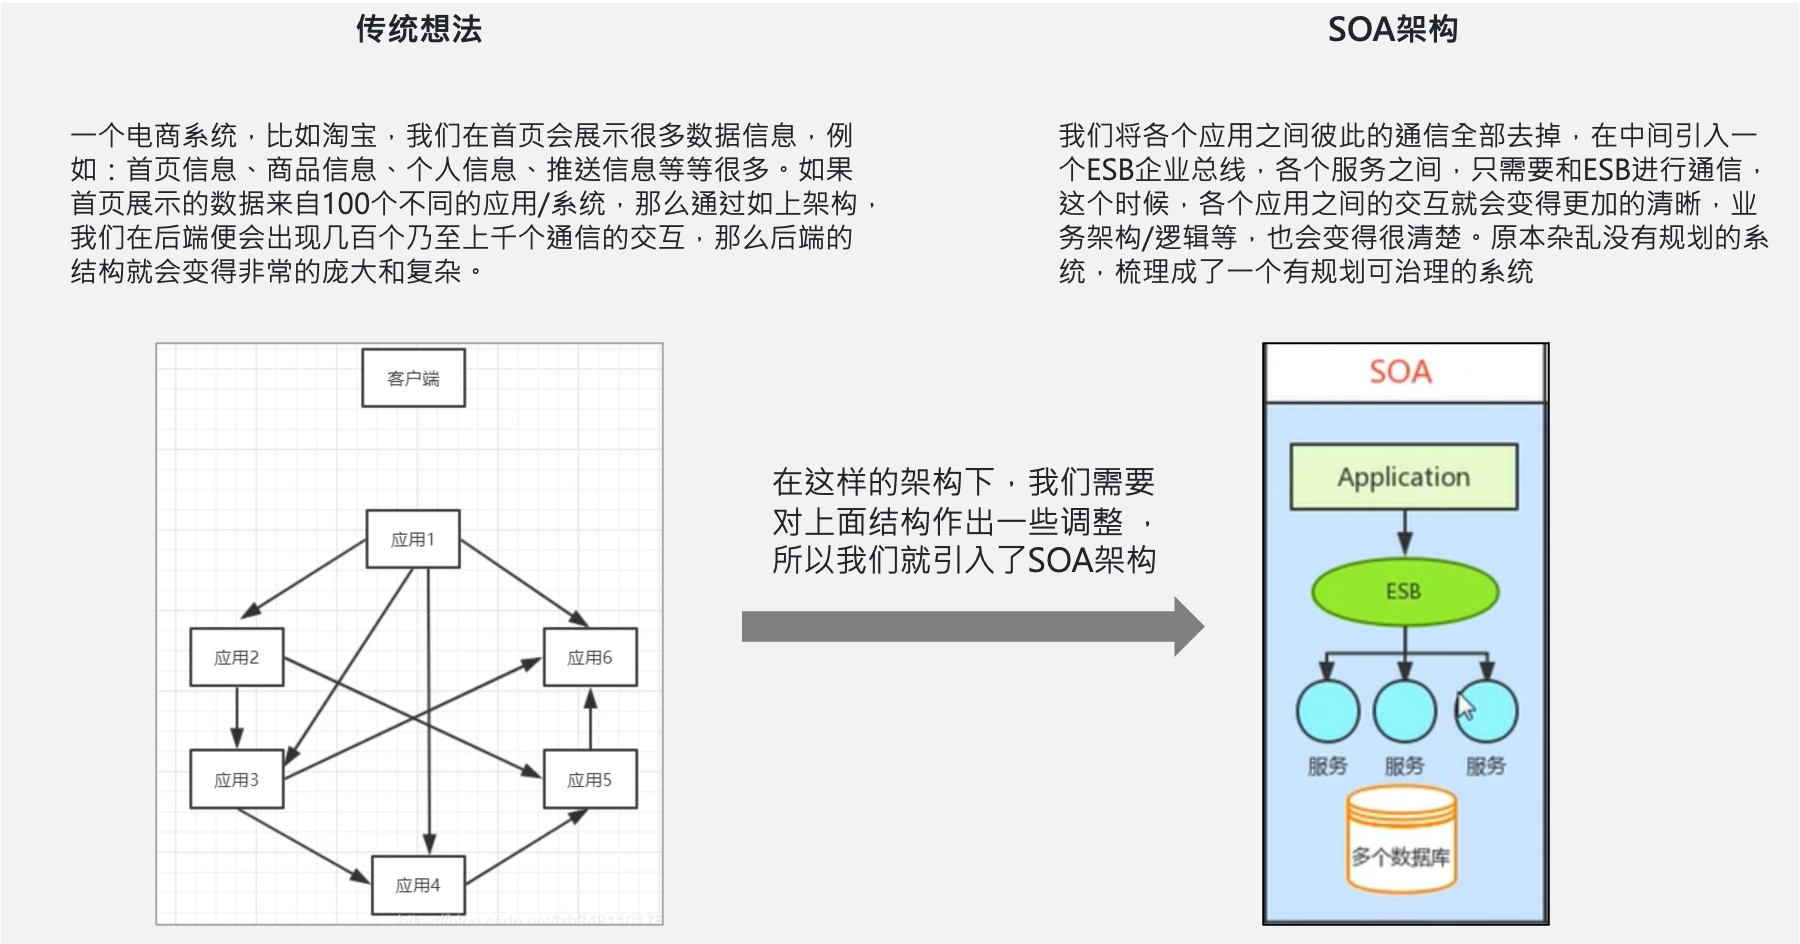 传统想法
SOA架构
一个电商系统，比如淘宝，我们在首页会展示很多数据信息，例
如：首页信息、商品信息、个人信息、推送信息等等很多。如果
首页展示的数据来自100个不同的应用/系统，那么通过如上架构，
我们在后端便会出现几百个乃至上千个通信的交互，那么后端的
结构就会变得非常的庞大和复杂。
我们将各个应用之间彼此的通信全部去掉，在中间引入一
个ESB企业总线，各个服务之间，只需要和ESB进行通信，
这个时候，各个应用之间的交互就会变得更加的清晰，业
务架构/逻辑等，也会变得很清楚。原本杂乱没有规划的系
统，梳理成了一个有规划可治理的系统
客户端
应用1
应用2
应用6
应用3
应用5
应用4
在这样的架构下，我们需要
对上面结构作出一些调整，
所以我们就引入了SOA架构
SOA
Application
ESB
服务 服务 服务
多个数据库